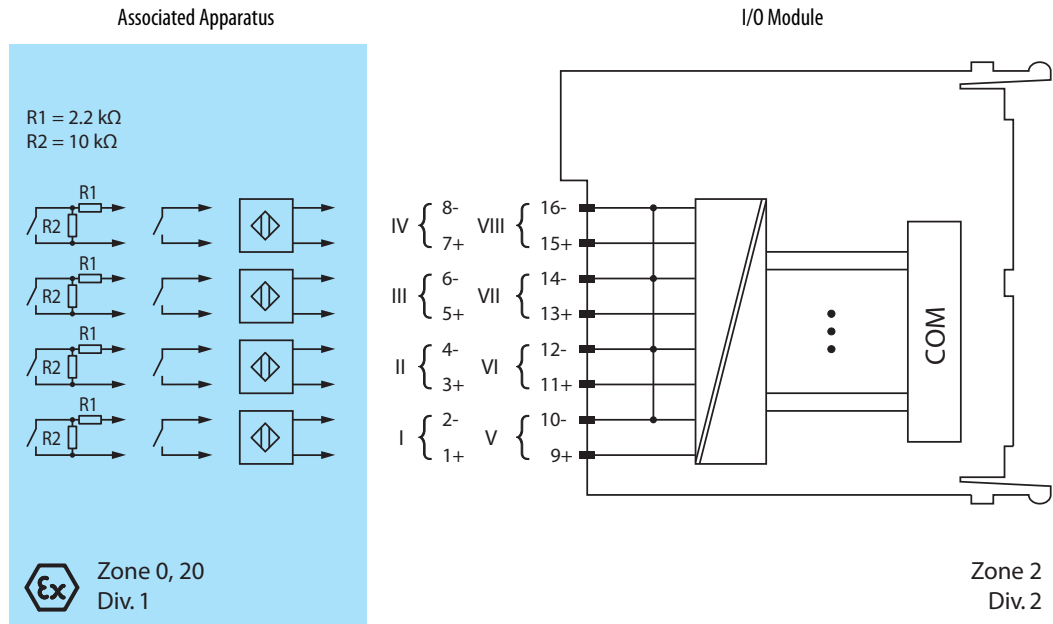 Associated Apparatus
I/O Module
R1 = 2.2 kΩ
R2 = 10 kΩ
R1
R2
R1
R2
R1
R2
R1
R2
IV { 8- VIII { 16-
7+ 15+
III { 6- VII { 14-
5+ 13+
II { 4- VI { 12-
3+ 11+
I { 2- V { 10-
1+ 9+
COM
Ex
Zone 0, 20
Div. 1
Zone 2
Div. 2